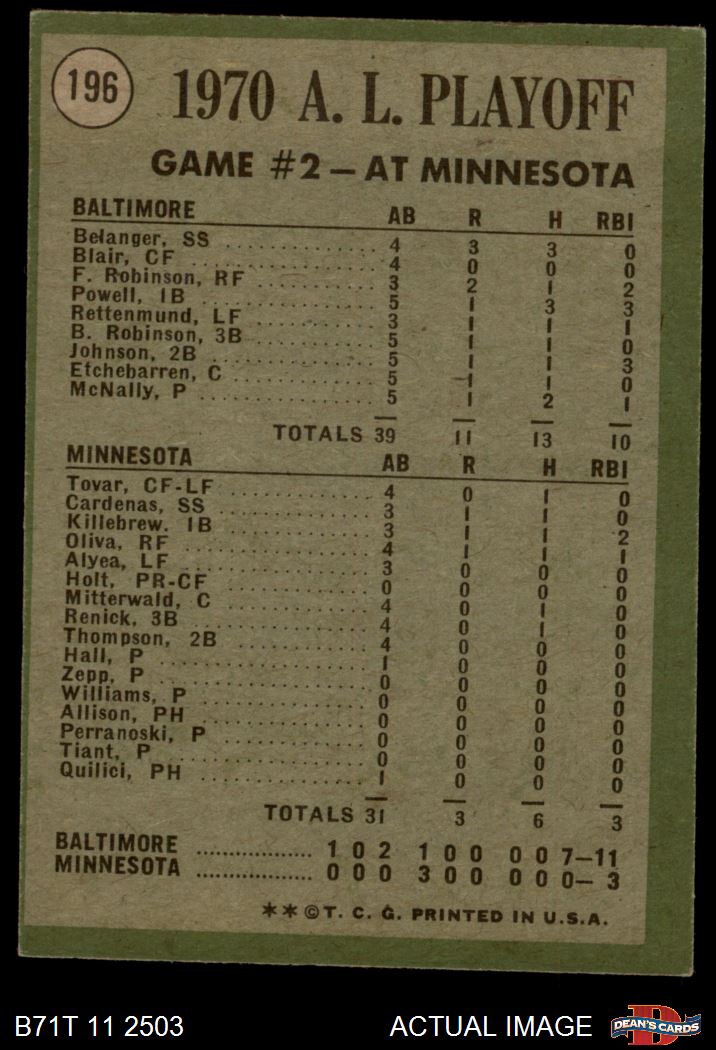 196
1970 A. L. PLAYOFF
GAME #2 – AT MINNESOTA
BALTIMORE AB R H RBI
Belanger, SS .......... 4 3 3 0
Blair, CF .......... 4 0 0 0
F. Robinson, RF .......... 3 2 1 2
Powell, 1B .......... 5 1 3 3
Rettenmund, LF .......... 3 1 1 1
B. Robinson, 3B .......... 5 1 1 0
Johnson, 2B .......... 5 1 1 3
Etchebarren, C .......... 5 1 1 0
McNally, P .......... 5 1 2 1
TOTALS 39 11 13 10
MINNESOTA AB R H RBI
Tovar, CF-LF .......... 4 0 1 0
Cardenas, SS .......... 3 1 1 0
Killebrew. 1B .......... 3 1 1 2
Oliva, RF .......... 4 1 1 1
Alyea, LF .......... 3 0 0 0
Holt, PR-CF .......... 0 0 0 0
Mitterwald, C .......... 4 0 1 0
Renick, 3B .......... 4 0 1 0
Thompson, 2B .......... 4 0 0 0
Hall, P .......... 1 0 0 0
Zepp, P .......... 0 0 0 0
Williams, P .......... 0 0 0 0
Allison, PH .......... 0 0 0 0
Perranoski, P .......... 0 0 0 0
Tiant, P .......... 0 0 0 0
Quilici, PH .......... 1 0 0 0
TOTALS 31 3 6 3
BALTIMORE .......... 1 0 2 1 0 0 0 0 7–11
MINNESOTA .......... 0 0 0 3 0 0 0 0 0– 3
**©T. C. G. PRINTED IN U.S.A.
B71T 11 2503 ACTUAL IMAGE DEAN'S CARDS